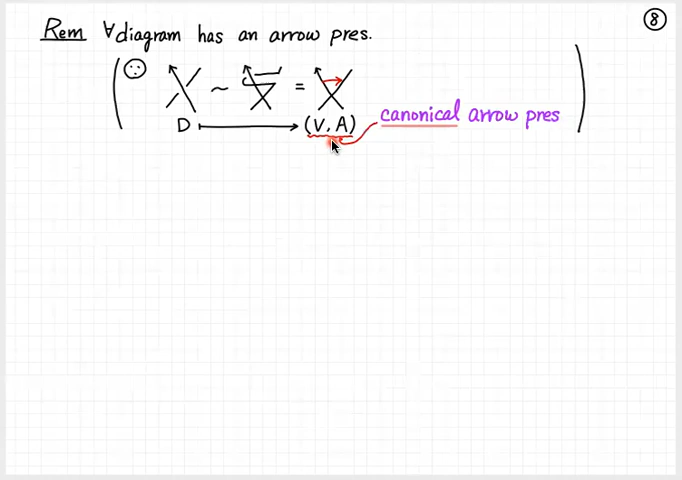 8
Rem ∀diagram has an arrow pres.
~ =
D ↦ (V, A) canonical arrow pres